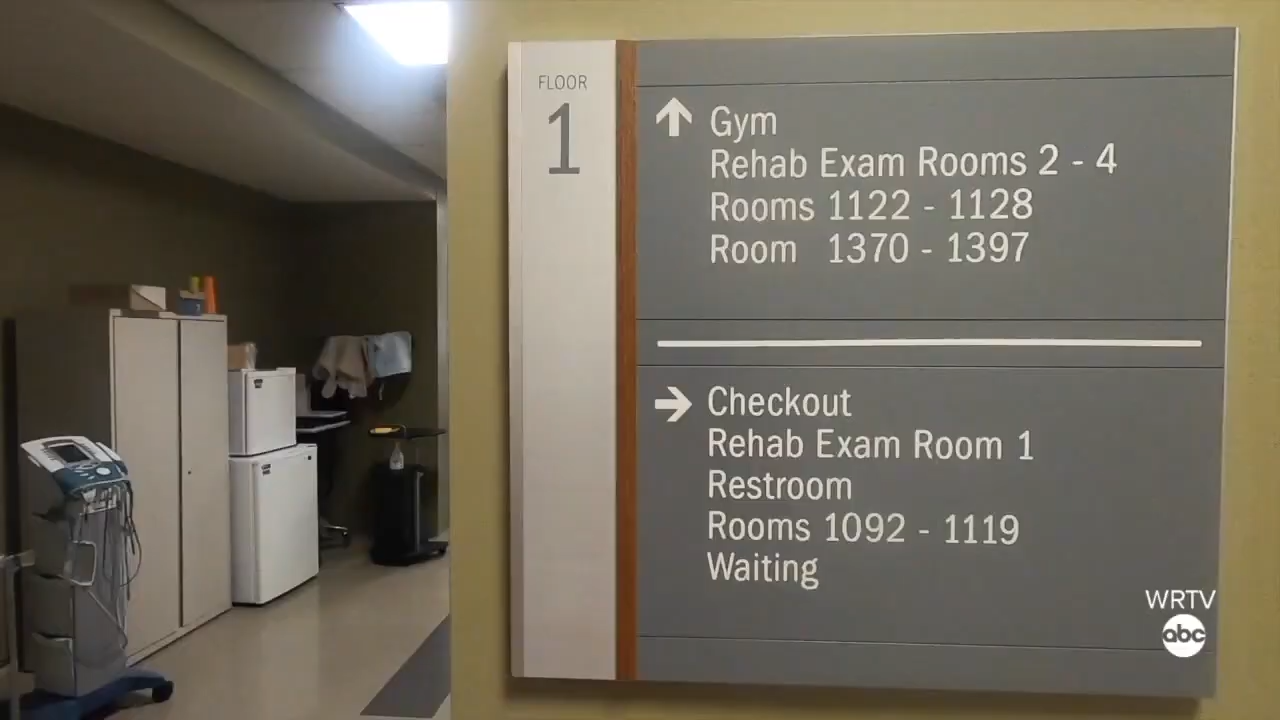 FLOOR
1
↑ Gym
Rehab Exam Rooms 2 - 4
Rooms 1122 - 1128
Room 1370 - 1397
→ Checkout
Rehab Exam Room 1
Restroom
Rooms 1092 - 1119
Waiting
WRTV
abc